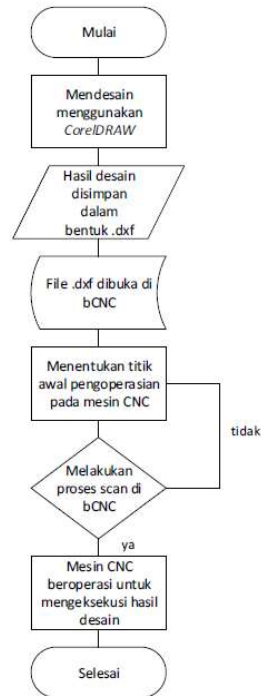 Mulai
Mendesain
menggunakan
CorelDRAW
Hasil desain
disimpan
dalam
bentuk .dxf
File .dxf dibuka di
bCNC
Menentukan titik
awal pengoperasian
pada mesin CNC
tidak
Melakukan
proses scan di
bCNC
ya
Mesin CNC
beroperasi untuk
mengeksekusi hasil
desain
Selesai